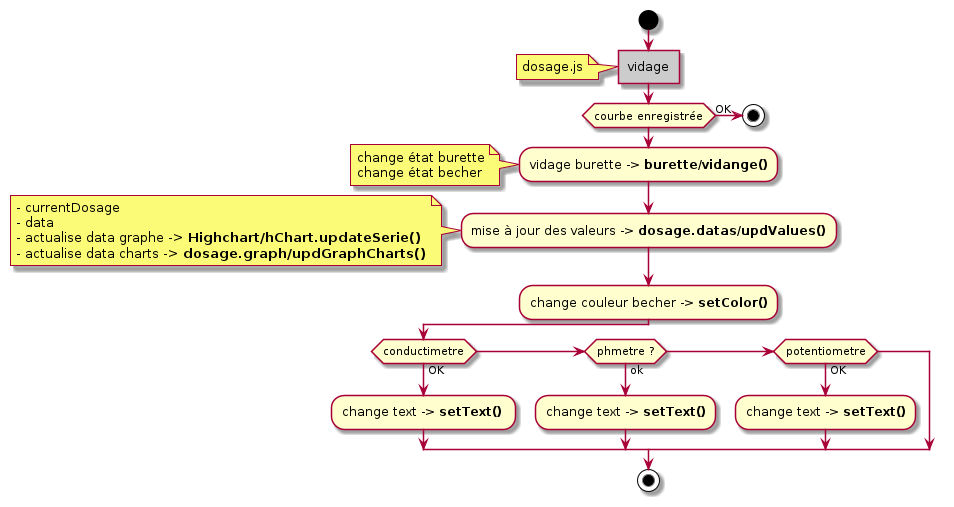 dosage.js
vidage
courbe enregistrée
OK
change état burette
change état becher
vidage burette -> burette/vidange()
- currentDosage
- data
- actualise data graphe -> Highchart/hChart.updateSerie()
- actualise data charts -> dosage.graph/updGraphCharts()
mise à jour des valeurs -> dosage.datas/updValues()
change couleur becher -> setColor()
conductimetre
phmetre ?
potentiometre
OK
ok
OK
change text -> setText()
change text -> setText()
change text -> setText()